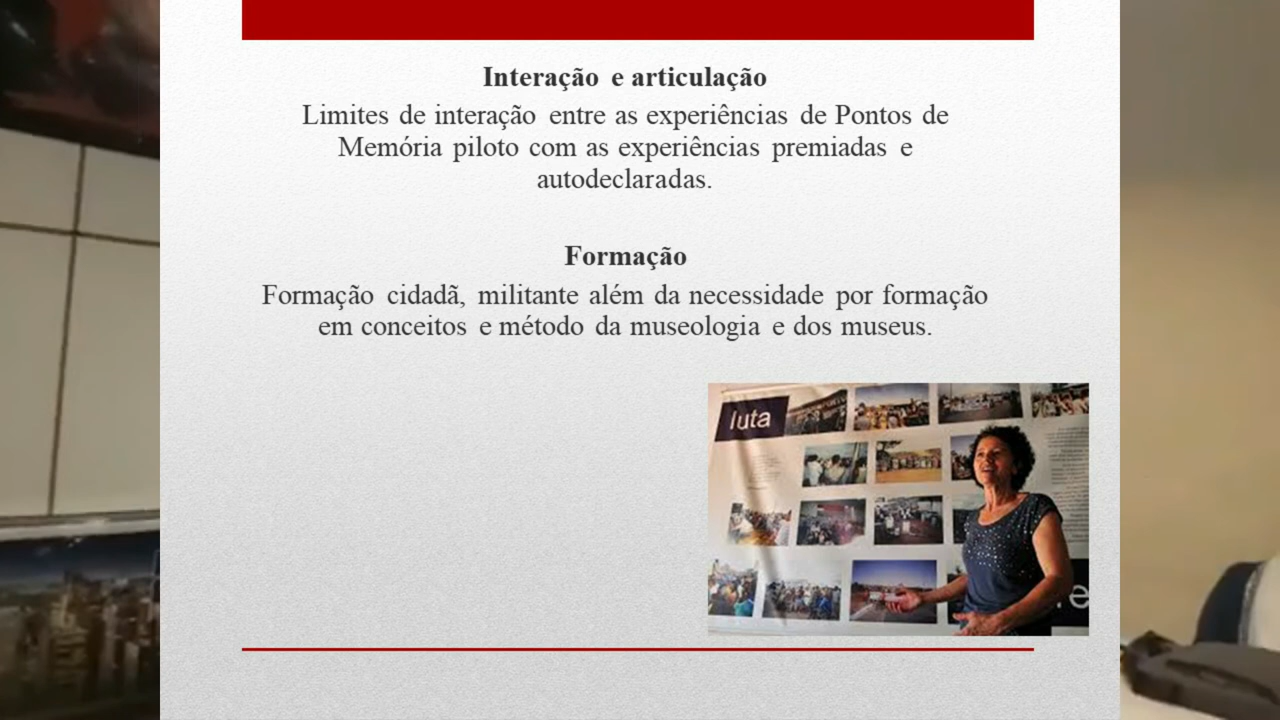 Interação e articulação
Limites de interação entre as experiências de Pontos de
Memória piloto com as experiências premiadas e
autodeclaradas.
Formação
Formação cidadã, militante além da necessidade por formação
em conceitos e método da museologia e dos museus.
luta